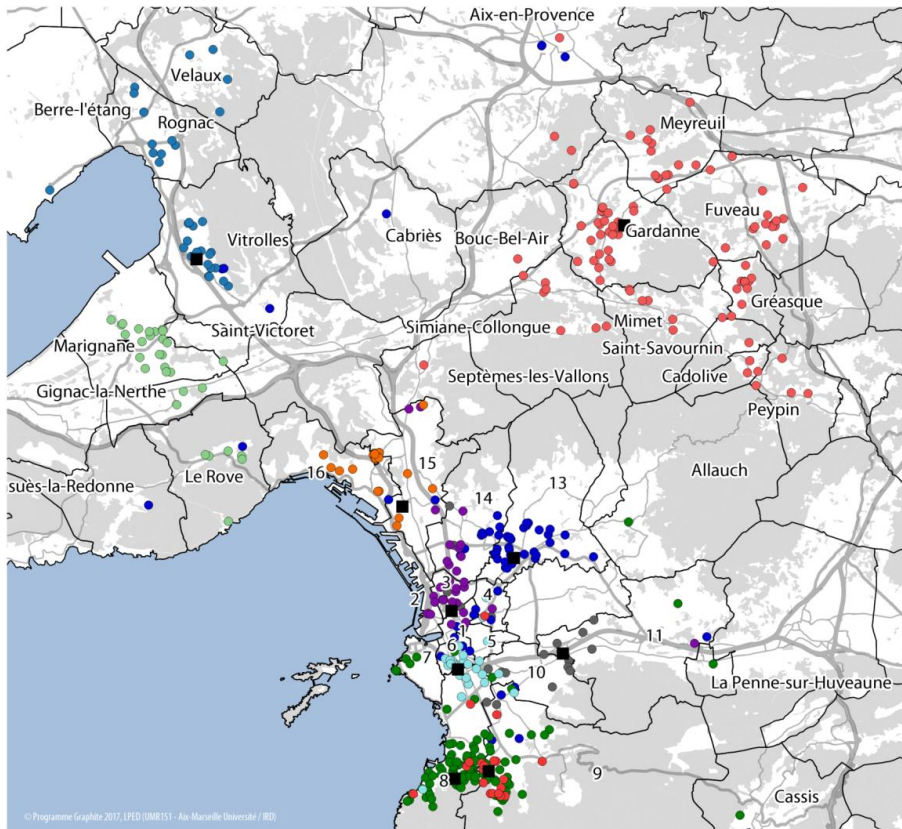 Aix-en-Provence
Velaux
Berre-l'étang
Rognac
Meyreuil
Fuveau
Vitrolles
Cabriès
Bouc-Bel-Air
Gardanne
Gréasque
Saint-Victoret
Simiane-Collongue
Mimet
Marignane
Saint-Savournin
Septèmes-les-Vallons
Cadolive
Gignac-la-Nerthe
Peypin
15
16
Le Rove
Allauch
13
suès-la-Redonne
14
3
4
2
1
5
11
6
7
10
La Penne-sur-Huveaune
9
8
Cassis
© Programme Graphite 2017, LPED (UMR151 - Aix-Marseille Université / IRD)